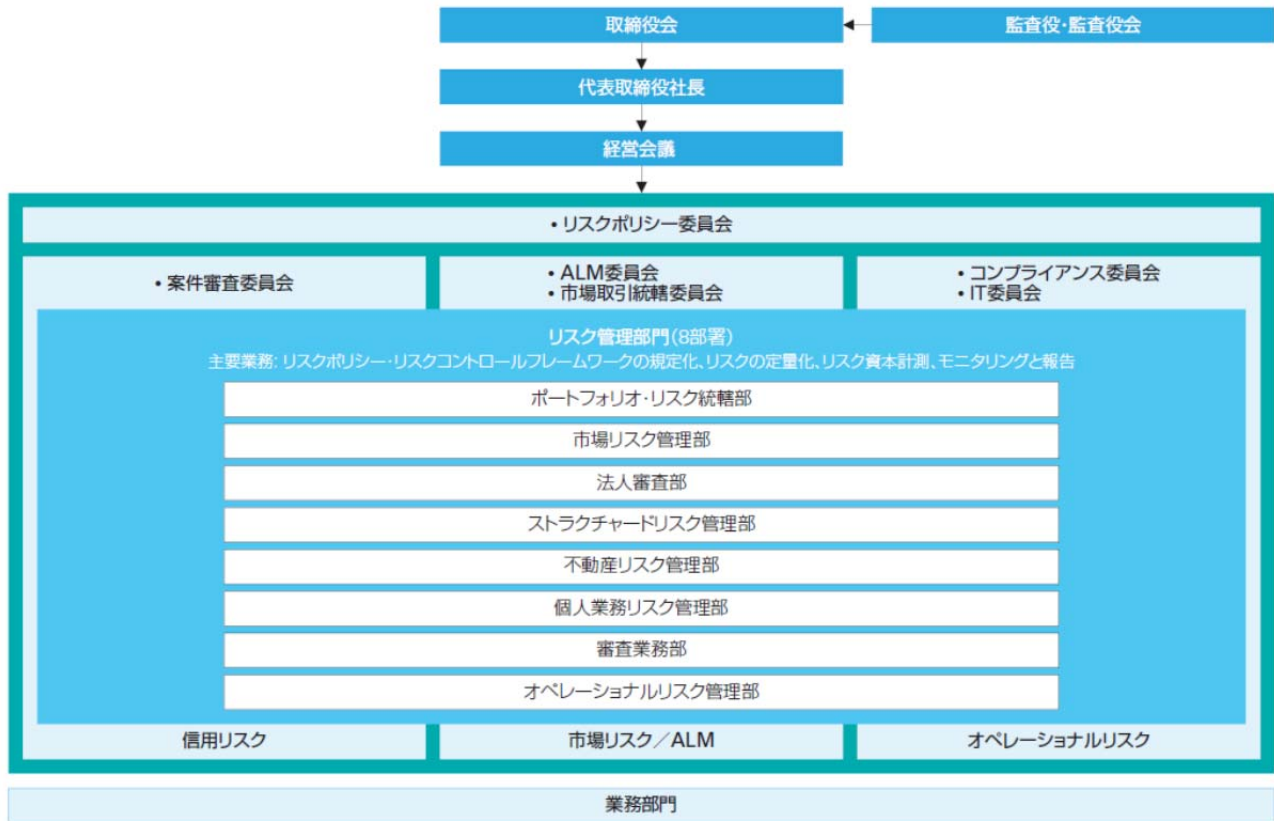 取締役会
監査役・監査役会
代表取締役社長
経営会議
• リスクポリシー委員会
• 案件審査委員会
• ALM委員会
• 市場取引統轄委員会
• コンプライアンス委員会
• IT委員会
リスク管理部門(8部署)
主要業務: リスクポリシー・リスクコントロールフレームワークの規定化、リスクの定量化、リスク資本計測、モニタリングと報告
ポートフォリオ・リスク統轄部
市場リスク管理部
法人審査部
ストラクチャードリスク管理部
不動産リスク管理部
個人業務リスク管理部
審査業務部
オペレーショナルリスク管理部
信用リスク
市場リスク／ALM
オペレーショナルリスク
業務部門